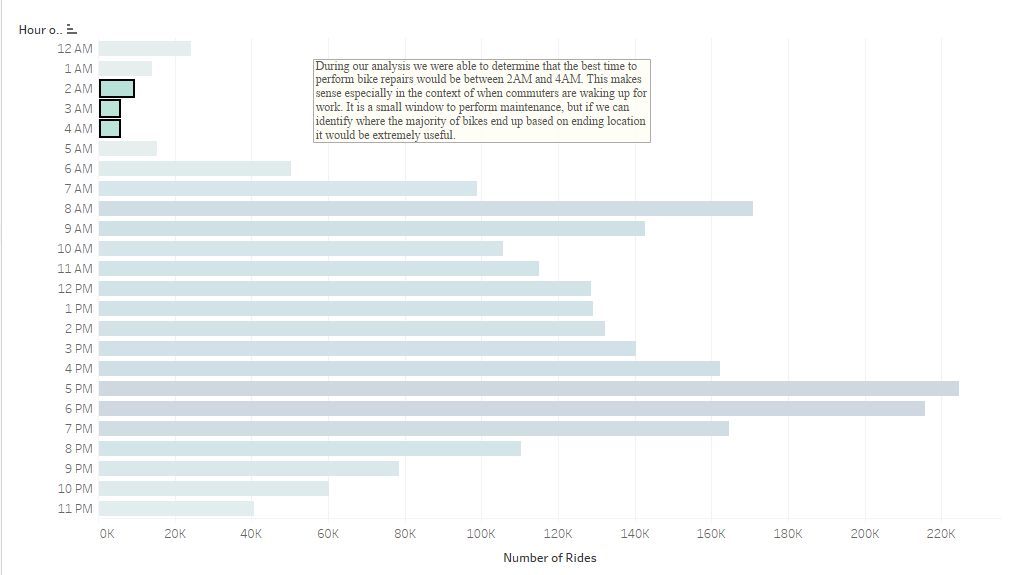 Hour o..
12 AM
1 AM
2 AM
3 AM
4 AM
5 AM
6 AM
7 AM
8 AM
9 AM
10 AM
11 AM
12 PM
1 PM
2 PM
3 PM
4 PM
5 PM
6 PM
7 PM
8 PM
9 PM
10 PM
11 PM
During our analysis we were able to determine that the best time to
perform bike repairs would be between 2AM and 4AM. This makes
sense especially in the context of when commuters are waking up for
work. It is a small window to perform maintenance, but if we can
identify where the majority of bikes end up based on ending location
it would be extremely useful.
0K 20K 40K 60K 80K 100K 120K 140K 160K 180K 200K 220K
Number of Rides